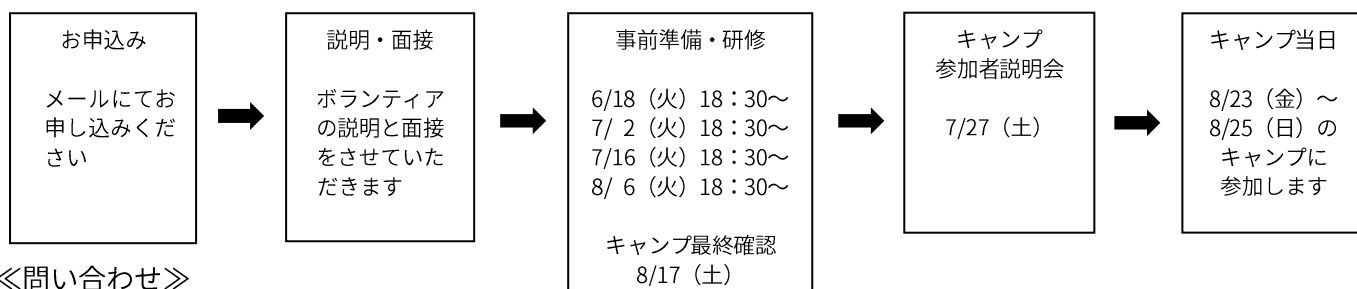 お申込み
メールにてお
申し込みくだ
さい
説明・面接
ボランティア
の説明と面接
をさせていた
だきます
事前準備・研修
6/18（火）18：30～
7/ 2（火）18：30～
7/16（火）18：30～
8/ 6（火）18：30～
キャンプ最終確認
8/17（土）
キャンプ
参加者説明会
7/27（土）
キャンプ当日
8/23（金）～
8/25（日）の
キャンプに
参加します
≪問い合わせ≫